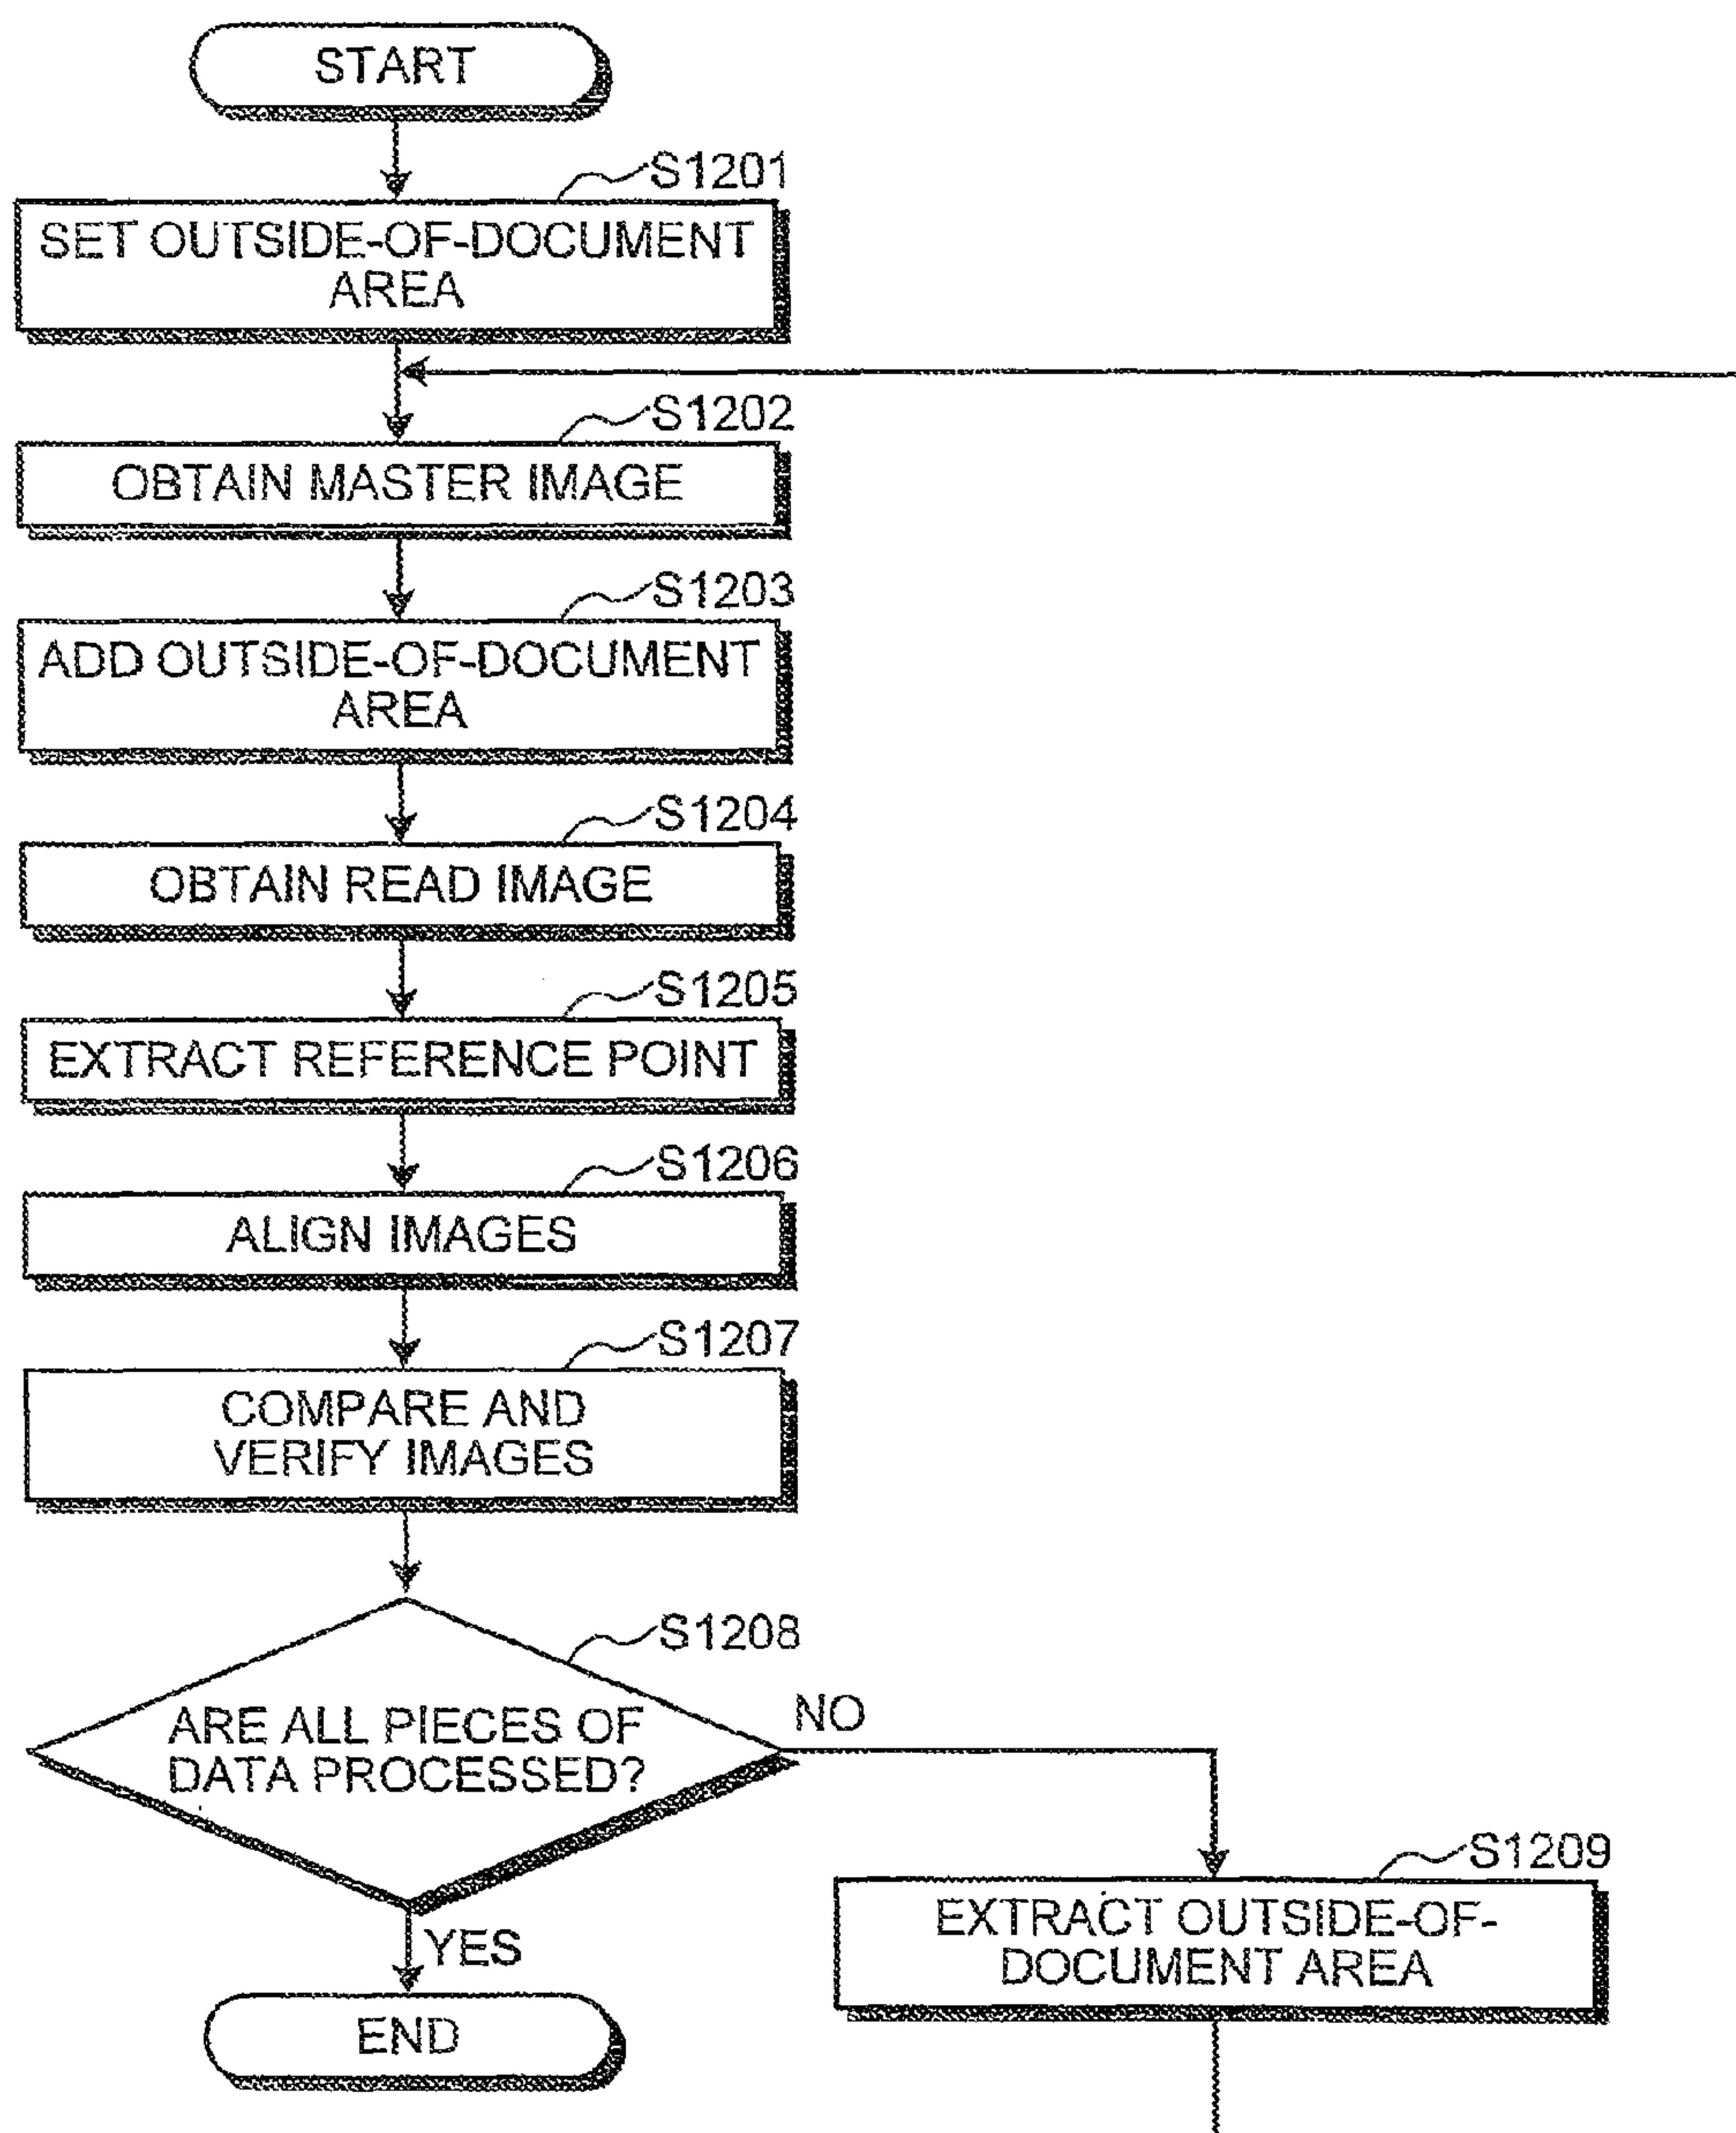 START
S1201
SET OUTSIDE-OF-DOCUMENT
AREA
S1202
OBTAIN MASTER IMAGE
S1203
ADD OUTSIDE-OF-DOCUMENT
AREA
S1204
OBTAIN READ IMAGE
S1205
EXTRACT REFERENCE POINT
S1206
ALIGN IMAGES
S1207
COMPARE AND
VERIFY IMAGES
S1208
ARE ALL PIECES OF
DATA PROCESSED?
NO
S1209
EXTRACT OUTSIDE-OF-
DOCUMENT AREA
YES
END